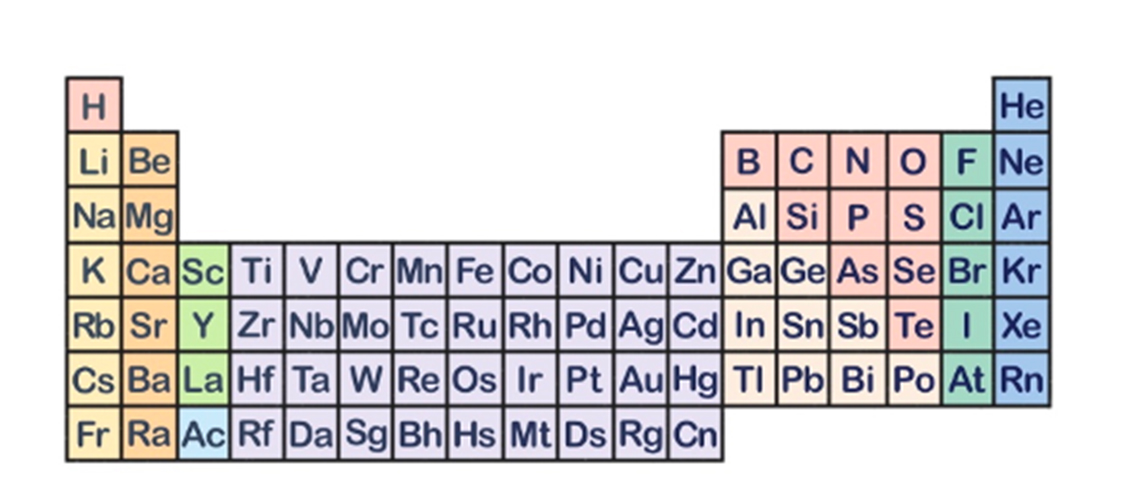 H He
Li Be B C N O F Ne
Na Mg Al Si P S Cl Ar
K Ca Sc Ti V Cr Mn Fe Co Ni Cu Zn Ga Ge As Se Br Kr
Rb Sr Y Zr Nb Mo Tc Ru Rh Pd Ag Cd In Sn Sb Te I Xe
Cs Ba La Hf Ta W Re Os Ir Pt Au Hg Tl Pb Bi Po At Rn
Fr Ra Ac Rf Da Sg Bh Hs Mt Ds Rg Cn